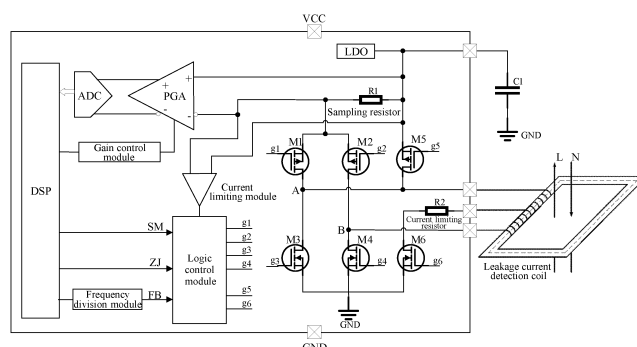 VCC
LDO
R1
Sampling resistor
C1
GND
ADC
+
-
PGA
+
-
Gain control
module
DSP
Current
limiting module
g1
M1
M2
g2
M5
g5
A
L
N
R2
Current limiting
resistor
B
SM
ZJ
FB
Frequency
division module
Logic
control
module
g1
g2
g3
g4
g5
g6
M3
g3
M4
g4
M6
g6
GND
Leakage current
detection coil
GND